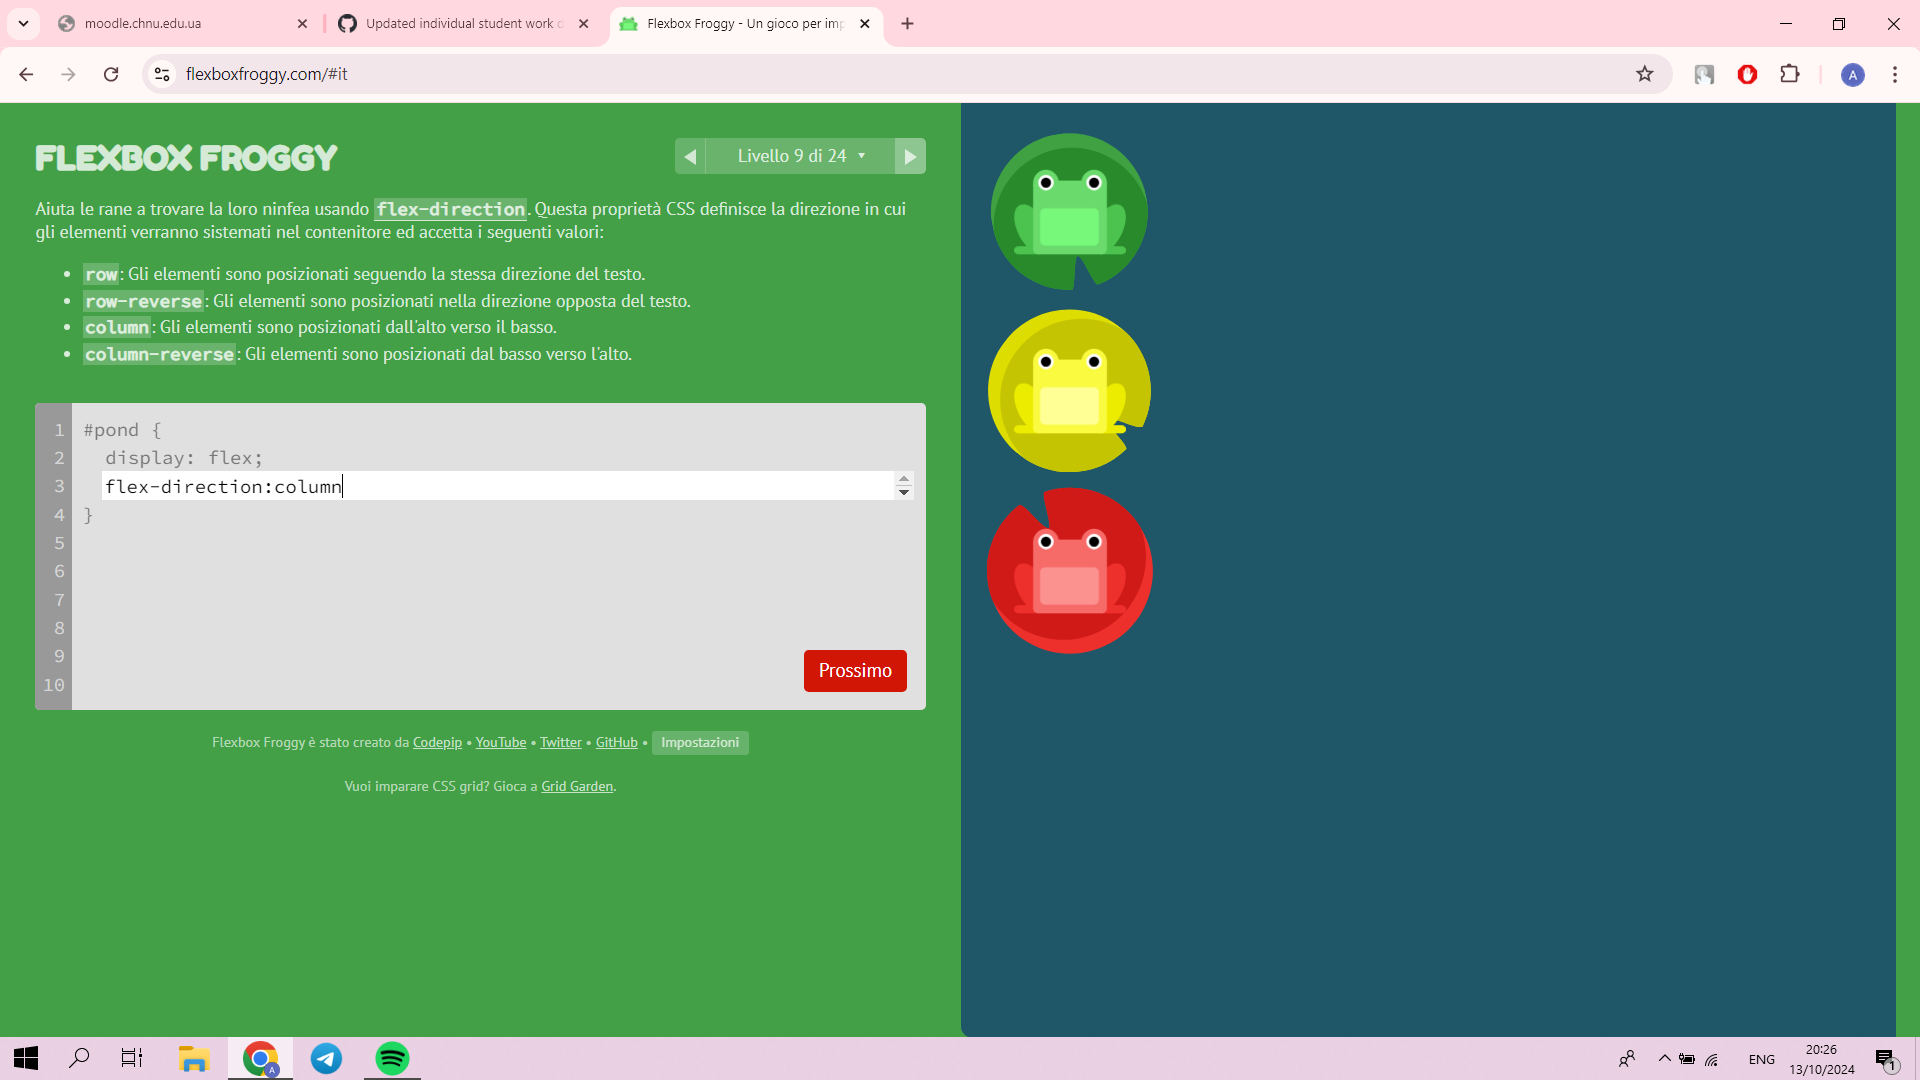 moodle.chnu.edu.ua
Updated individual student work
Flexbox Froggy - Un gioco per imp
flexboxfroggy.com/#it
A
FLEXBOX FROGGY
Livello 9 di 24
Aiuta le rane a trovare la loro ninfea usando flex-direction. Questa proprietà CSS definisce la direzione in cui
gli elementi verranno sistemati nel contenitore ed accetta i seguenti valori:
• row: Gli elementi sono posizionati seguendo la stessa direzione del testo.
• row-reverse: Gli elementi sono posizionati nella direzione opposta del testo.
• column: Gli elementi sono posizionati dall'alto verso il basso.
• column-reverse: Gli elementi sono posizionati dal basso verso l'alto.
1 #pond {
2 display: flex;
3 flex-direction:column
4 }
5
6
7
8
9
10
Prossimo
Flexbox Froggy è stato creato da Codepip • YouTube • Twitter • GitHub • Impostazioni
Vuoi imparare CSS grid? Gioca a Grid Garden.
A
ENG
20:26
13/10/2024
1